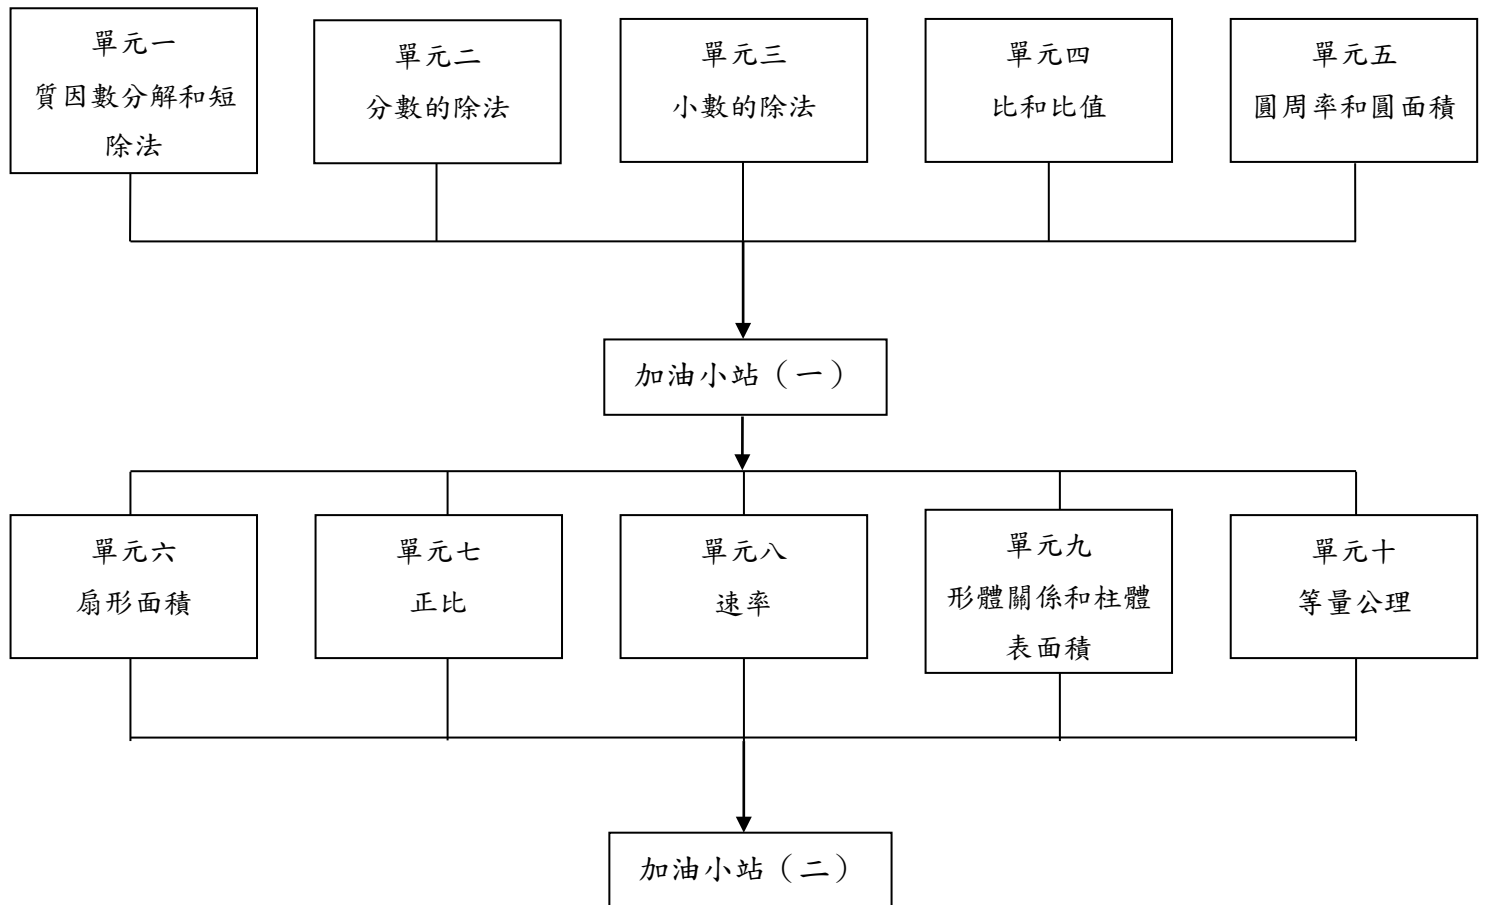 單元一
質因數分解和短
除法
單元二
分數的除法
單元三
小數的除法
單元四
比和比值
單元五
圓周率和圓面積
加油小站（一）
單元六
扇形面積
單元七
正比
單元八
速率
單元九
形體關係和柱體
表面積
單元十
等量公理
加油小站（二）